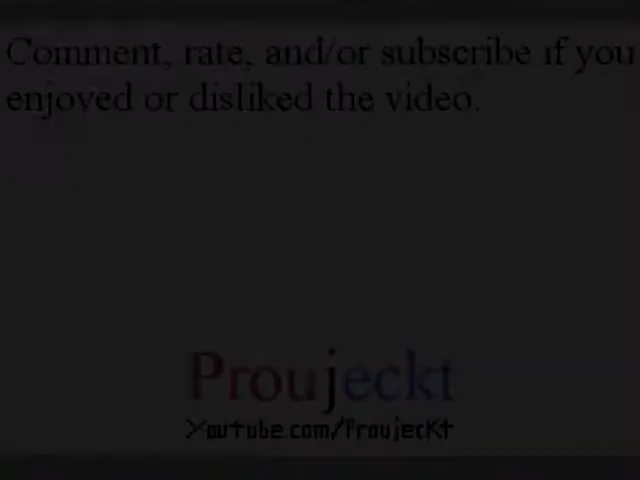 Comment, rate, and/or subscribe if you
enjoyed or disliked the video.
Proujeckt
Youtube.com/ProujecKt